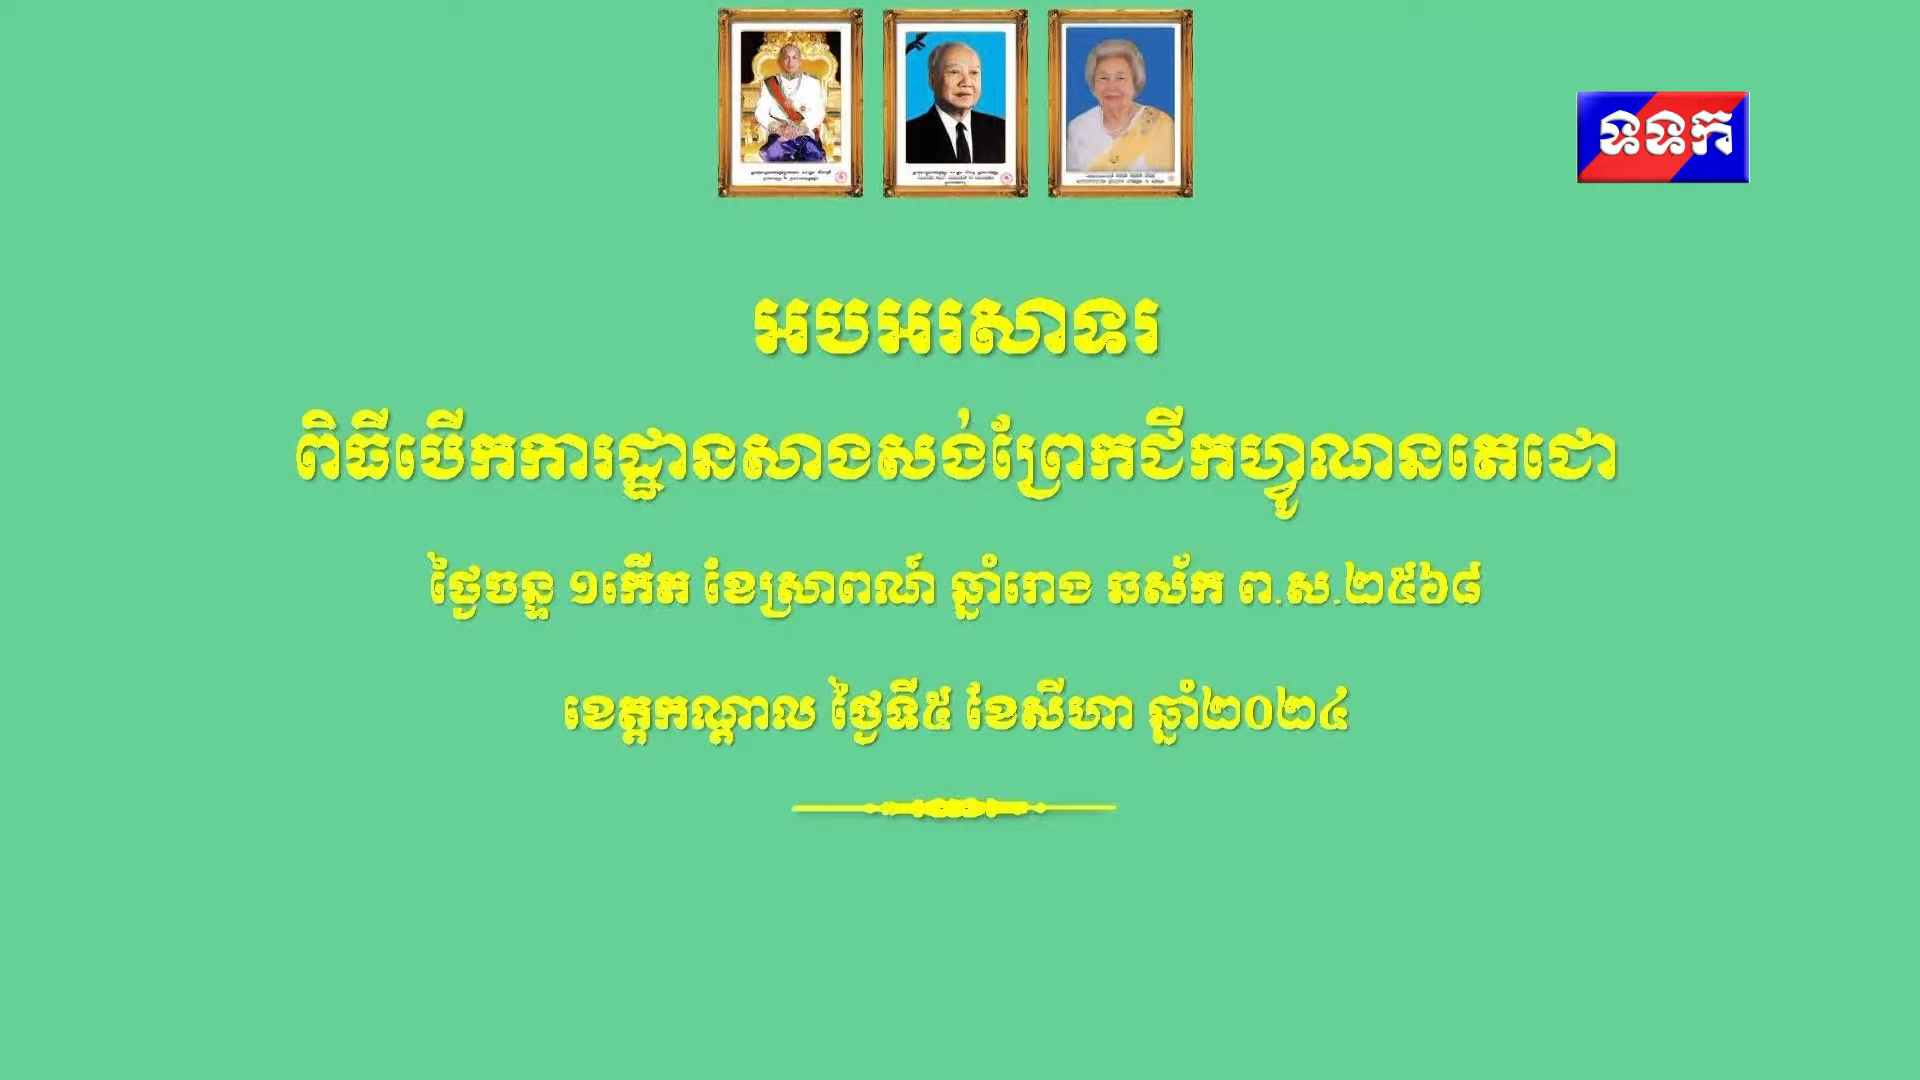 ទទក
អបអរសាទរ
ពិធីបើកការដ្ឋានសាងសង់ព្រែកជីកហ្វូណនតេជោ
ថ្ងៃចន្ទ ១កើត ខែស្រាពណ៍ ឆ្នាំរោង ឆស័ក ព.ស.២៥៦៨
ខេត្តកណ្តាល ថ្ងៃទី៥ ខែសីហា ឆ្នាំ២០២៤